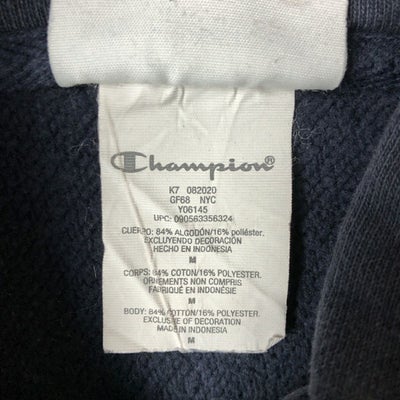 Champion
K7 082020
GF68 NYC
Y06145
UPC: 090563356324
CUERPO: 84% ALGODÓN/16% poliéster.
EXCLUYENDO DECORACIÓN
HECHO EN INDONESIA
M
CORPS: 84% COTON/16% POLYESTER.
ORNEMENTS NON COMPRIS
FABRIQUÉ EN INDONÉSIE
M
BODY: 84% COTTON/16% POLYESTER.
EXCLUSIVE OF DECORATION
MADE IN INDONESIA
M